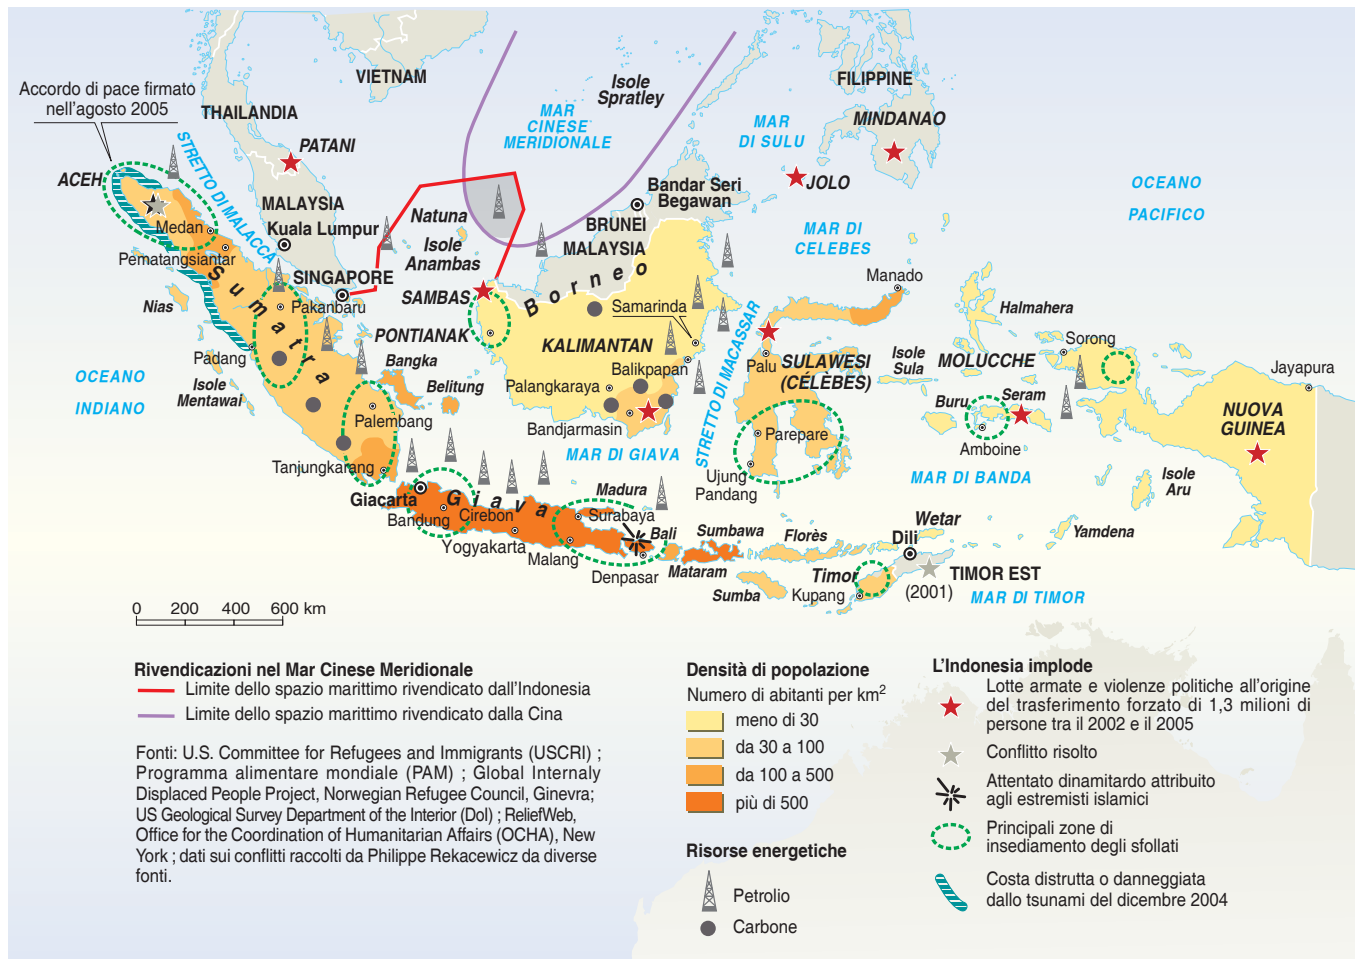 Accordo di pace firmato
nell'agosto 2005
VIETNAM
THAILANDIA
PATANI
FILIPPINE
MINDANAO
Isole
Spratley
MAR
CINESE
MERIDIONALE
MAR
DI SULU
JOLO
STRETTO DI MALACCA
ACEH
MALAYSIA
Kuala Lumpur
Medan
Pematangsiantar
Natuna
Isole
Anambas
Bandar Seri
Begawan
BRUNEI
MALAYSIA
OCEANO
PACIFICO
MAR DI
CELEBES
Manado
SINGAPORE
SAMBAS
Borneo
Samarinda
Halmahera
Nias
Sumatra
Pakanbaru
PONTIANAK
KALIMANTAN
Balikpapan
STRETTO DI MACASSAR
Palu
SULAWESI
(CÉLÈBES)
Isole
Sula
MOLUCCHE
Sorong
Jayapura
OCEANO
INDIANO
Padang
Isole
Mentawai
Bangka
Belitung
Palangkaraya
Buru
Seram
NUOVA
GUINEA
Palembang
Bandjarmasin
Parepare
Amboine
Tanjungkarang
MAR DI GIAVA
Ujung
Pandang
MAR DI BANDA
Isole
Aru
Giacarta
Giava
Madura
Bandung
Cirebon
Surabaya
Yogyakarta
Malang
Bali
Denpasar
Sumbawa
Mataram
Florès
Wetar
Dili
Yamdena
Sumba
Timor
Kupang
TIMOR EST
(2001)
MAR DI TIMOR
0 200 400 600 km
Rivendicazioni nel Mar Cinese Meridionale
Limite dello spazio marittimo rivendicato dall'Indonesia
Limite dello spazio marittimo rivendicato dalla Cina
Fonti: U.S. Committee for Refugees and Immigrants (USCRI) ;
Programma alimentare mondiale (PAM) ; Global Internaly
Displaced People Project, Norwegian Refugee Council, Ginevra;
US Geological Survey Department of the Interior (DoI) ; ReliefWeb,
Office for the Coordination of Humanitarian Affairs (OCHA), New
York ; dati sui conflitti raccolti da Philippe Rekacewicz da diverse
fonti.
Densità di popolazione
Numero di abitanti per km2
meno di 30
da 30 a 100
da 100 a 500
più di 500
Risorse energetiche
Petrolio
Carbone
L'Indonesia implode
Lotte armate e violenze politiche all'origine
del trasferimento forzato di 1,3 milioni di
persone tra il 2002 e il 2005
Conflitto risolto
Attentato dinamitardo attribuito
agli estremisti islamici
Principali zone di
insediamento degli sfollati
Costa distrutta o danneggiata
dallo tsunami del dicembre 2004